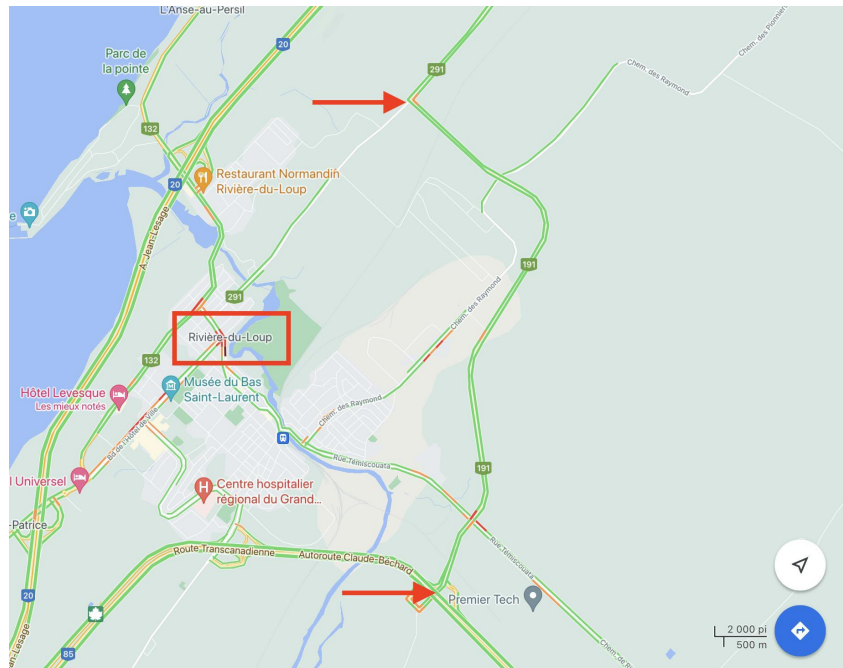 L'Anse-au-Persil
20
Parc de
la pointe
291
Chem. des Pionniers
Chem. des Raymond
132
Restaurant Normandin
Rivière-du-Loup
20
e
A. Jean-Lesage
191
291
Chem. des Raymond
Rivière-du-Loup
132
Musée du Bas
Saint-Laurent
Hôtel Levesque
Les mieux notés
Chem. des Raymond
Bd de l'Hôtel de Ville
Rue Témiscouata
191
l Universel
H
Centre hospitalier
régional du Grand...
-Patrice
Rue Témiscouata
Route Transcanadienne
Autoroute Claude-Béchard
Premier Tech
20
2 000 pi
500 m
85
Lesage
Chem. de R